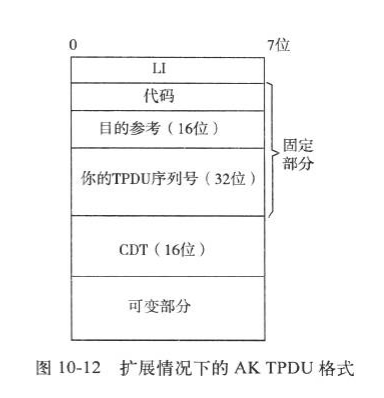 0 7位
LI
代码
目的参考（16位）
固定
部分
你的TPDU序列号（32位）
CDT（16位）
可变部分
图 10-12 扩展情况下的 AK TPDU 格式